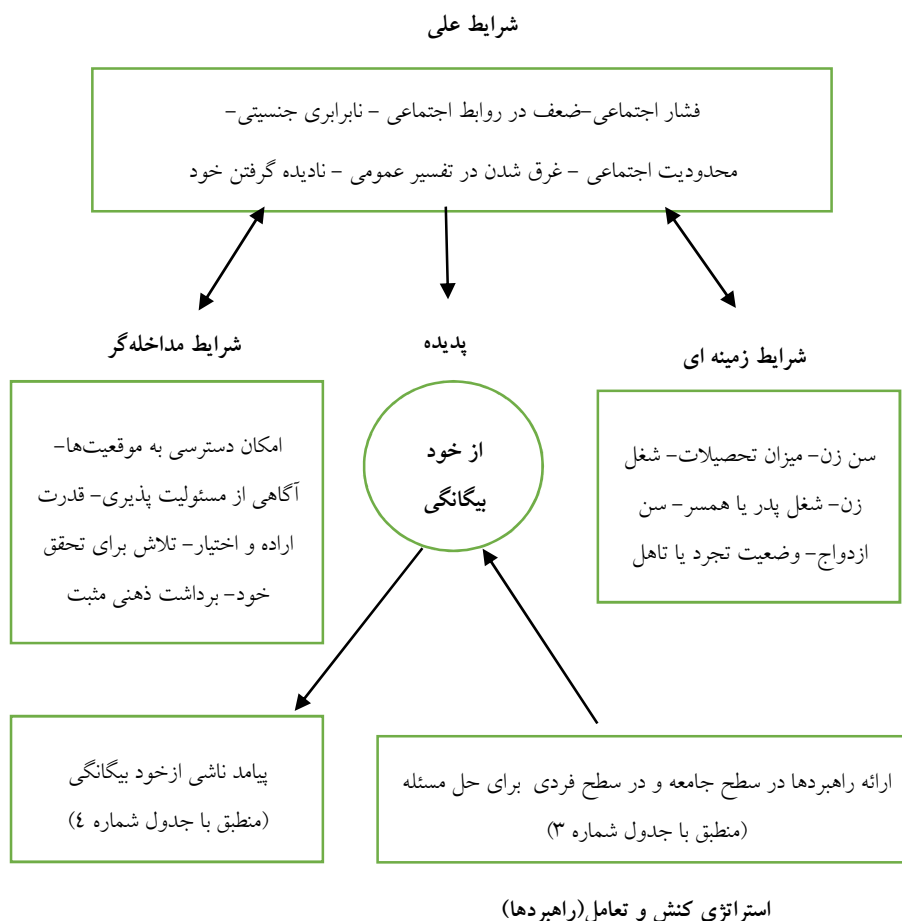 شرایط علی
فشار اجتماعی–ضعف در روابط اجتماعی – نابرابری جنسیتی–
محدودیت اجتماعی – غرق شدن در تفسیر عمومی – نادیده گرفتن خود
شرایط زمینه ای
پدیده
شرایط مداخله‌گر
سن زن– میزان تحصیلات– شغل
زن– شغل پدر یا همسر– سن
ازدواج– وضعیت تجرد یا تاهل
از خود
بیگانگی
امکان دسترسی به موقعیت‌ها–
آگاهی از مسئولیت پذیری– قدرت
اراده و اختیار– تلاش برای تحقق
خود– برداشت ذهنی مثبت
ارائه راهبردها در سطح جامعه و در سطح فردی برای حل مسئله
(منطبق با جدول شماره ۳)
پیامد ناشی ازخود بیگانگی
(منطبق با جدول شماره ٤)
استراتژی کنش و تعامل(راهبردها)